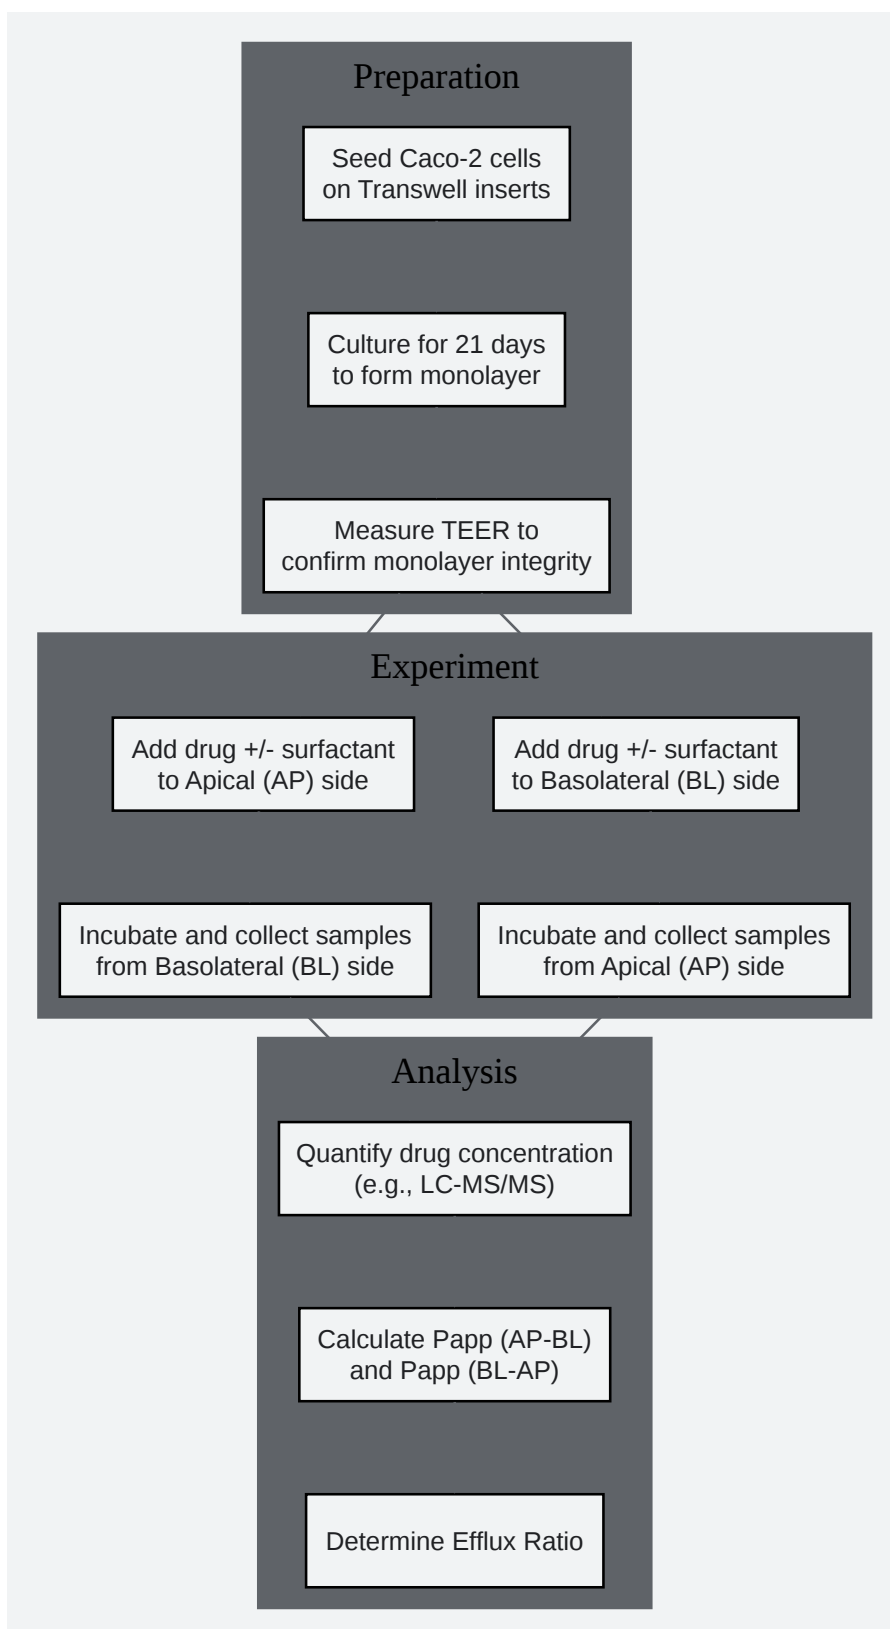 Preparation
Seed Caco-2 cells
on Transwell inserts
Culture for 21 days
to form monolayer
Measure TEER to
confirm monolayer integrity
Experiment
Add drug +/- surfactant
to Apical (AP) side
Add drug +/- surfactant
to Basolateral (BL) side
Incubate and collect samples
from Basolateral (BL) side
Incubate and collect samples
from Apical (AP) side
Analysis
Quantify drug concentration
(e.g., LC-MS/MS)
Calculate Papp (AP-BL)
and Papp (BL-AP)
Determine Efflux Ratio